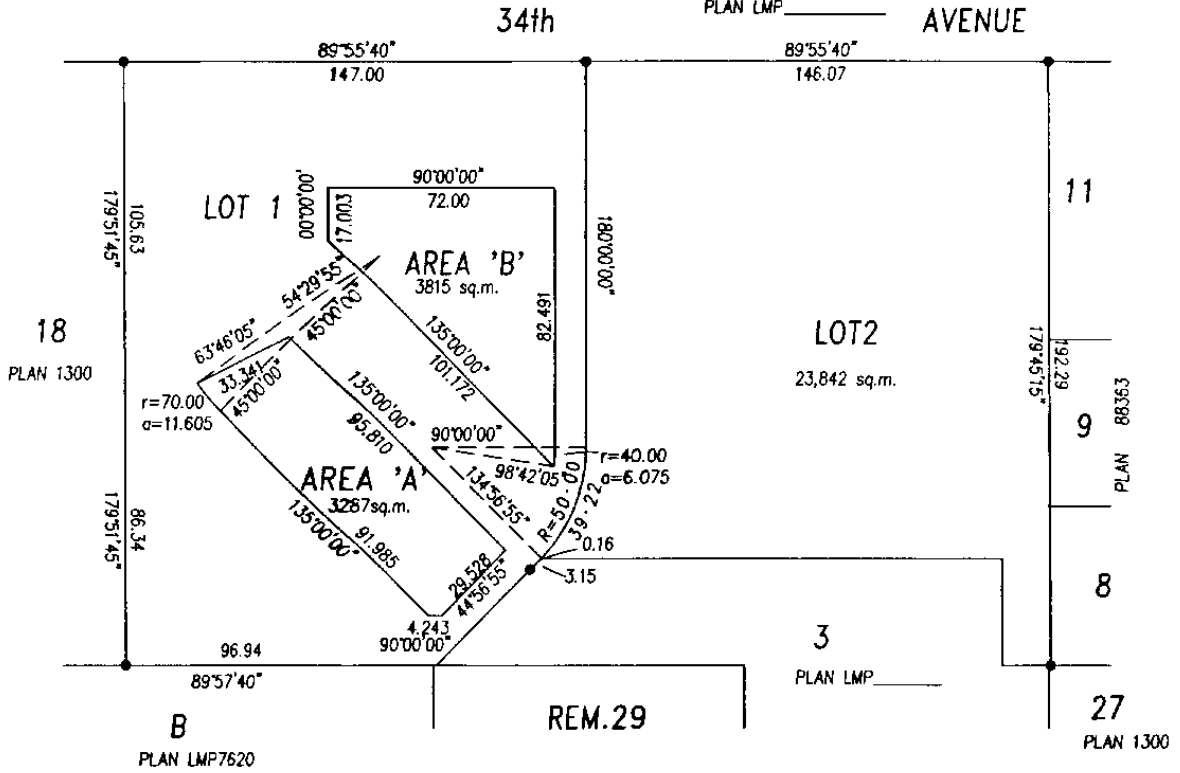 PLAN LMP________
34th AVENUE
89°55'40"
147.00
89°55'40"
146.07
LOT 1
00°00'00"
17.003
90°00'00"
72.00
105.63
179°51'45"
180°00'00"
11
AREA 'B'
3815 sq.m.
54°29'55"
45°00'00"
82.491
135°00'00"
101.172
18
PLAN 1300
63°46'05"
33.341
45°00'00"
r=70.00
a=11.605
LOT2
23,842 sq.m.
192.29
179°45'15"
9
PLAN 88363
135°00'00"
95.810
90°00'00"
98°42'05"
r=40.00
a=6.075
AREA 'A'
3287sq.m.
134°56'55"
R=50.00
39.22
135°00'00"
91.985
86.34
179°51'45"
0.16
3.15
29.528
44°56'55"
8
4.243
90°00'00"
96.94
89°57'40"
3
PLAN LMP______
B
PLAN LMP7620
REM.29
27
PLAN 1300